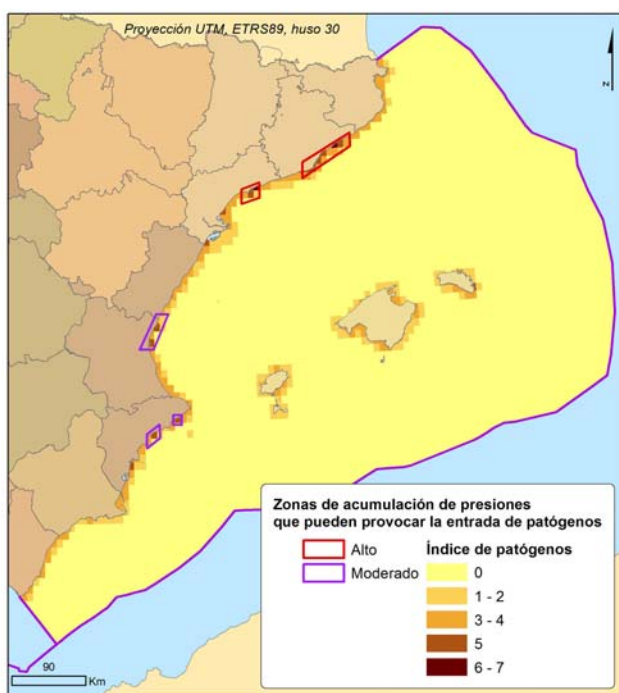 Proyección UTM, ETRS89, huso 30
N
Zonas de acumulación de presiones
que pueden provocar la entrada de patógenos
Alto
Moderado
Índice de patógenos
0
1 - 2
3 - 4
5
6 - 7
90
Km